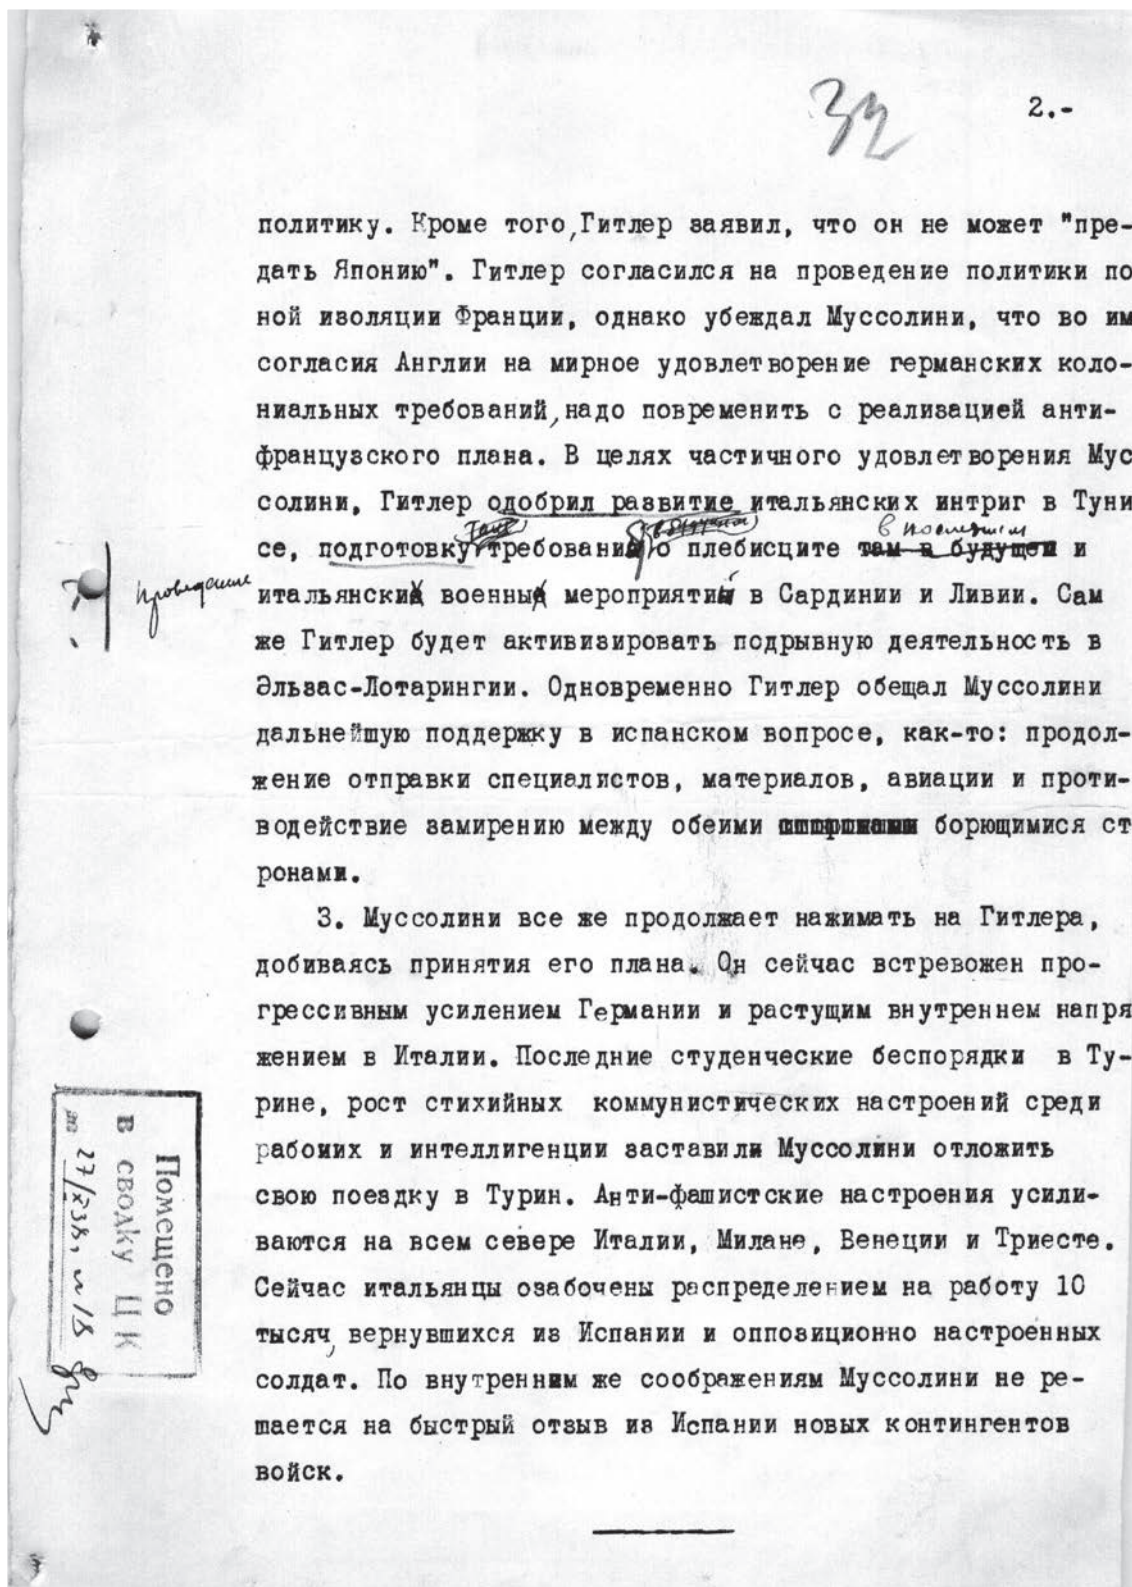 32
2.-
политику. Кроме того, Гитлер заявил, что он не может "пре-
дать Японию". Гитлер согласился на проведение политики по
ной изоляции Франции, однако убеждал Муссолини, что во им
согласия Англии на мирное удовлетворение германских коло-
ниальных требований, надо повременить с реализацией анти-
французского плана. В целях частичного удовлетворения Мус
солини, Гитлер одобрил развитие итальянских интриг в Туни
там в будущем в последнем
се, подготовку требования о плебисците там в будущем и
проведение
итальянских военных мероприятий в Сардинии и Ливии. Сам
же Гитлер будет активизировать подрывную деятельность в
Эльзас-Лотарингии. Одновременно Гитлер обещал Муссолини
дальнейшую поддержку в испанском вопросе, как-то: продол-
жение отправки специалистов, материалов, авиации и проти-
водействие замирению между обеими борющимися ст
ронами.
3. Муссолини все же продолжает нажимать на Гитлера,
добиваясь принятия его плана. Он сейчас встревожен про-
грессивным усилением Германии и растущим внутреннем напря
жением в Италии. Последние студенческие беспорядки в Ту-
рине, рост стихийных коммунистических настроений среди
рабоиих и интеллигенции заставили Муссолини отложить
свою поездку в Турин. Анти-фашистские настроения усили-
ваются на всем севере Италии, Милане, Венеции и Триесте.
Сейчас итальянцы озабочены распределением на работу 10
тысяч, вернувшихся из Испании и оппозиционно настроенных
солдат. По внутренним же соображениям Муссолини не ре-
шается на быстрый отзыв из Испании новых контингентов
войск.
Помещено
в сводку ЦК
27/X 38,